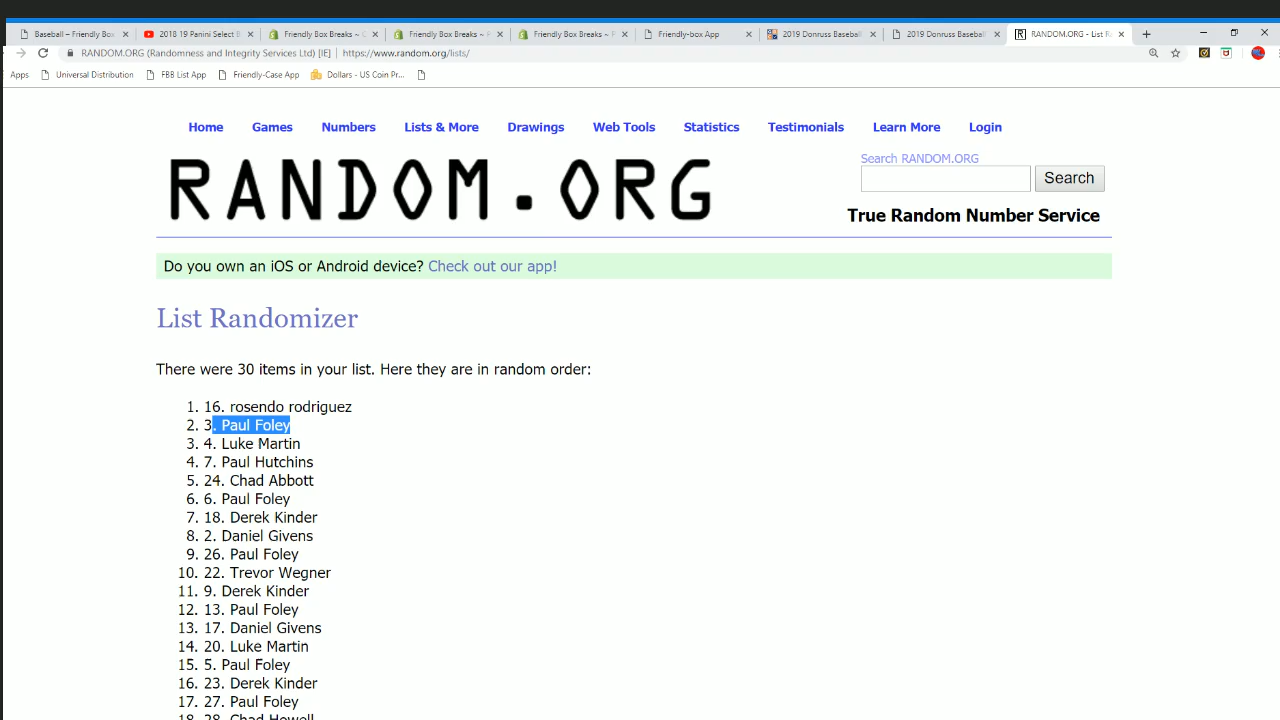 Baseball – Friendly Box
2018 19 Panini Select B
Friendly Box Breaks ~
Friendly Box Breaks ~
Friendly Box Breaks ~
Friendly-box App
2019 Donruss Baseball
2019 Donruss Baseball
RANDOM.ORG - List R
RANDOM.ORG (Randomness and Integrity Services Ltd) [IE] | https://www.random.org/lists/
Apps
Universal Distribution
FBB List App
Friendly-Case App
Dollars - US Coin Pr...
Home
Games
Numbers
Lists & More
Drawings
Web Tools
Statistics
Testimonials
Learn More
Login
RANDOM.ORG
Search RANDOM.ORG
Search
True Random Number Service
Do you own an iOS or Android device? Check out our app!
List Randomizer
There were 30 items in your list. Here they are in random order:
1. 16. rosendo rodriguez
2. 3. Paul Foley
3. 4. Luke Martin
4. 7. Paul Hutchins
5. 24. Chad Abbott
6. 6. Paul Foley
7. 18. Derek Kinder
8. 2. Daniel Givens
9. 26. Paul Foley
10. 22. Trevor Wegner
11. 9. Derek Kinder
12. 13. Paul Foley
13. 17. Daniel Givens
14. 20. Luke Martin
15. 5. Paul Foley
16. 23. Derek Kinder
17. 27. Paul Foley
18. 28. Chad Howell